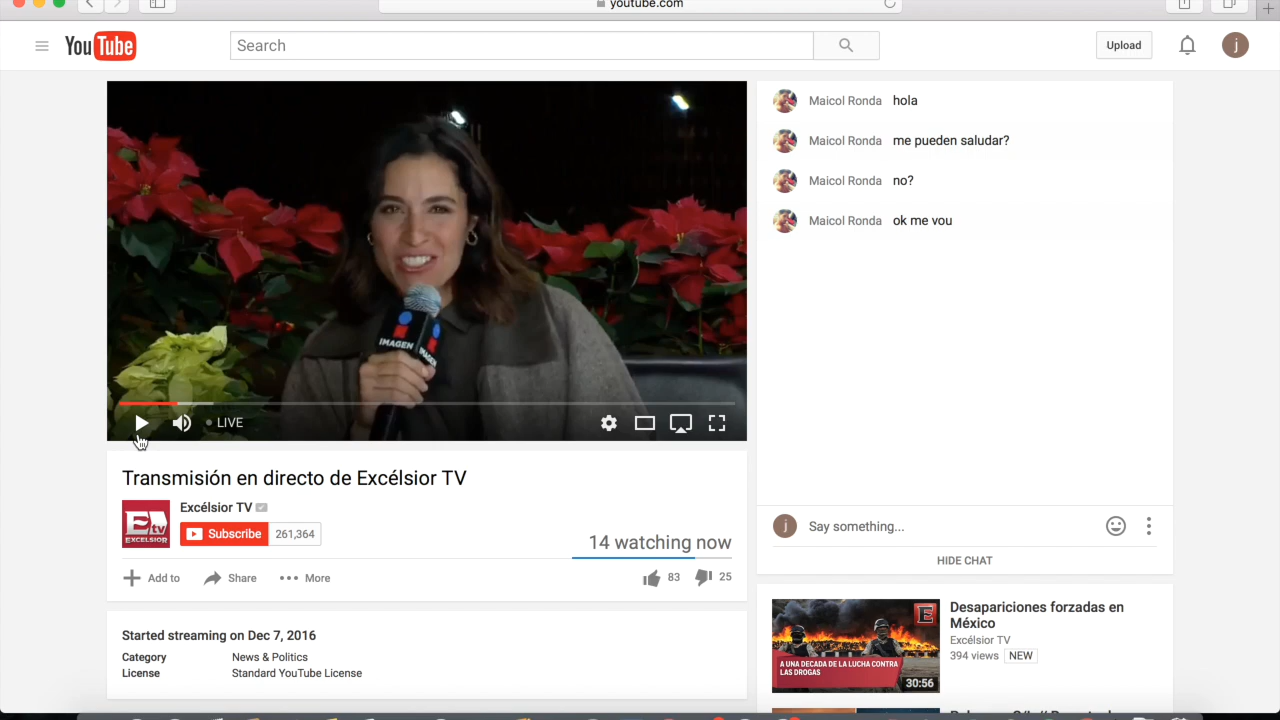 youtube.com
YouTube
Search
Upload
j
IMAGEN
IMAGEN
LIVE
Transmisión en directo de Excélsior TV
Etv
EXCELSIOR
Excélsior TV
Subscribe 261,364
14 watching now
Add to Share More 83 25
Started streaming on Dec 7, 2016
Category News & Politics
License Standard YouTube License
Maicol Ronda hola
Maicol Ronda me pueden saludar?
Maicol Ronda no?
Maicol Ronda ok me vou
j Say something...
HIDE CHAT
E
A UNA DECADA DE LA LUCHA CONTRA
LAS DROGAS
30:56
Desapariciones forzadas en
México
Excélsior TV
394 views NEW